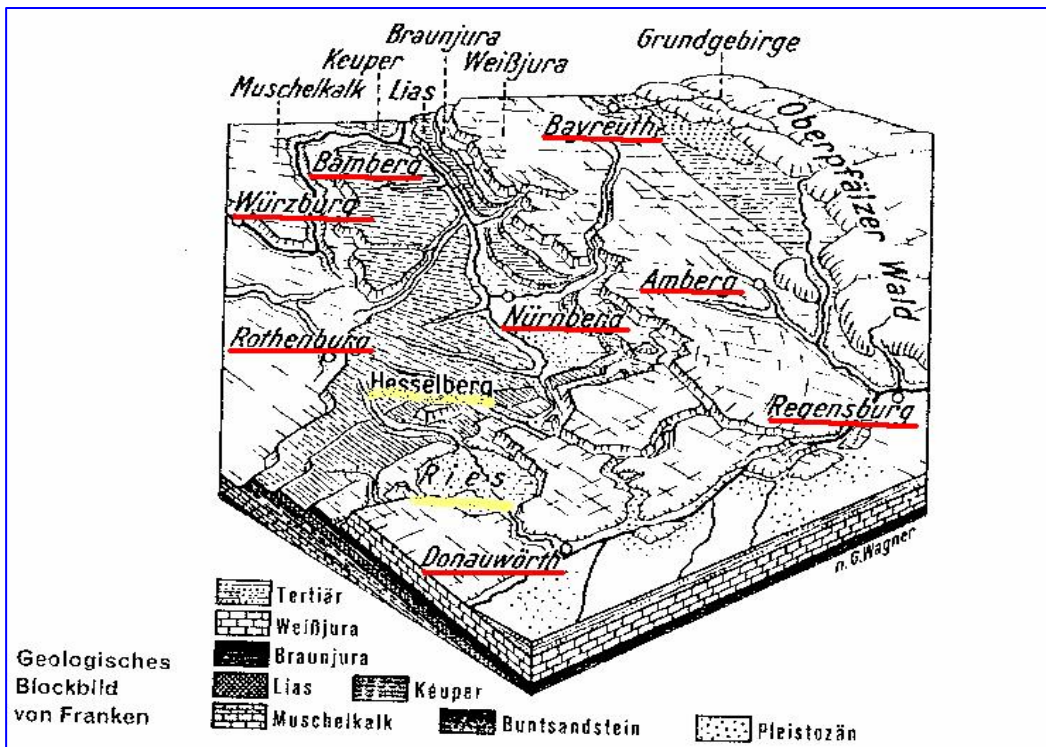 Braunjura
Grundgebirge
Keuper
Weißjura
Muschelkalk
Lias
Bayreuth
Oberpfälzer Wald
Bamberg
Würzburg
Amberg
Nürnberg
Rothenburg
Hesselberg
Regensburg
Ries
Donauwörth
n. G. Wagner
Tertiär
Weißjura
Braunjura
Lias
Keuper
Muschelkalk
Buntsandstein
Pleistozän
Geologisches
Blockbild
von Franken